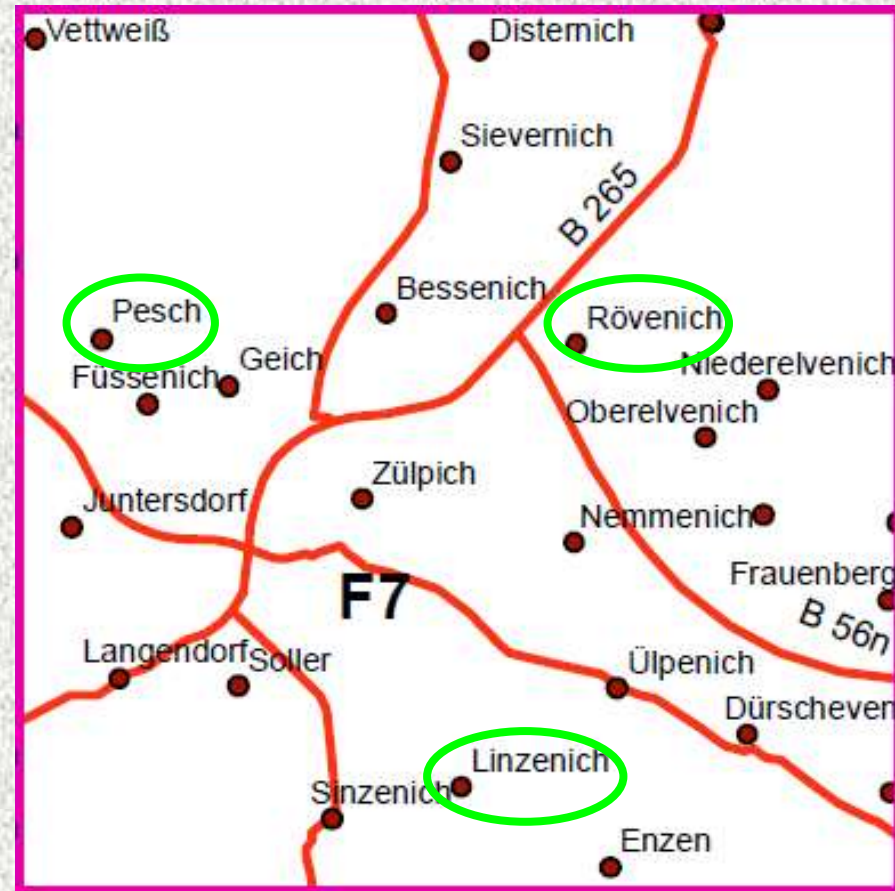 Vettweiß
Disternich
Sievernich
B 265
Bessenich
Pesch
Rövenich
Geich
Niederelvenich
Füssenich
Oberelvenich
Zülpich
Juntersdorf
Nemmenich
Frauenberg
F7
B 56n
Langendorf
Soller
Ülpenich
Dürscheven
Linzenich
Sinzenich
Enzen